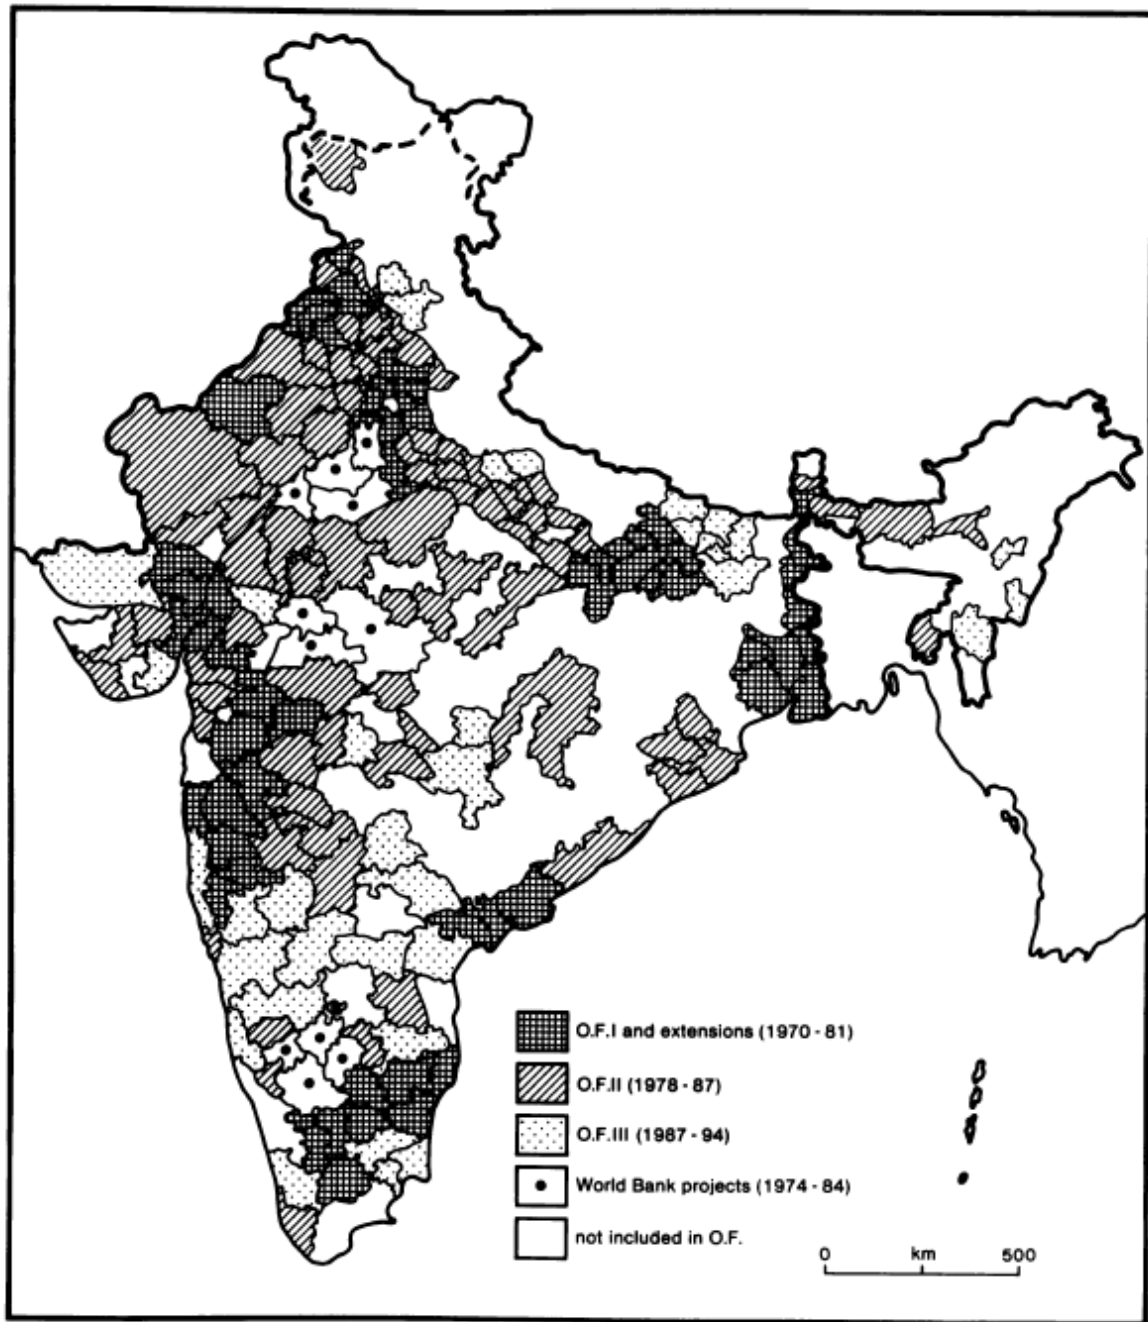 O.F.I and extensions (1970 - 81)
O.F.II (1978 - 87)
O.F.III (1987 - 94)
World Bank projects (1974 - 84)
not included in O.F.
0 km 500